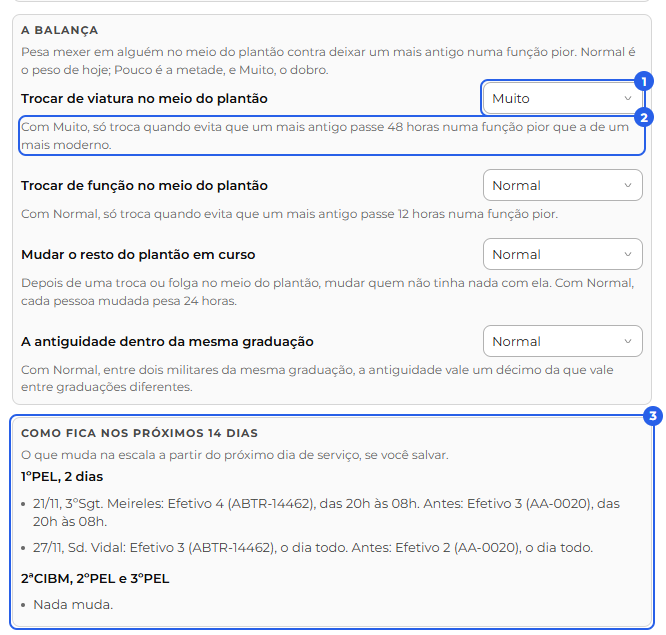 A BALANÇA
Pesa mexer em alguém no meio do plantão contra deixar um mais antigo numa função pior. Normal é
o peso de hoje; Pouco é a metade, e Muito, o dobro.
1
Trocar de viatura no meio do plantão
Muito
2
Com Muito, só troca quando evita que um mais antigo passe 48 horas numa função pior que a de um
mais moderno.
Trocar de função no meio do plantão
Normal
Com Normal, só troca quando evita que um mais antigo passe 12 horas numa função pior.
Mudar o resto do plantão em curso
Normal
Depois de uma troca ou folga no meio do plantão, mudar quem não tinha nada com ela. Com Normal,
cada pessoa mudada pesa 24 horas.
A antiguidade dentro da mesma graduação
Normal
Com Normal, entre dois militares da mesma graduação, a antiguidade vale um décimo da que vale
entre graduações diferentes.
3
COMO FICA NOS PRÓXIMOS 14 DIAS
O que muda na escala a partir do próximo dia de serviço, se você salvar.
1ºPEL, 2 dias
• 21/11, 3ºSgt. Meireles: Efetivo 4 (ABTR-14462), das 20h às 08h. Antes: Efetivo 3 (AA-0020), das
20h às 08h.
• 27/11, Sd. Vidal: Efetivo 3 (ABTR-14462), o dia todo. Antes: Efetivo 2 (AA-0020), o dia todo.
2ªCIBM, 2ºPEL e 3ºPEL
• Nada muda.